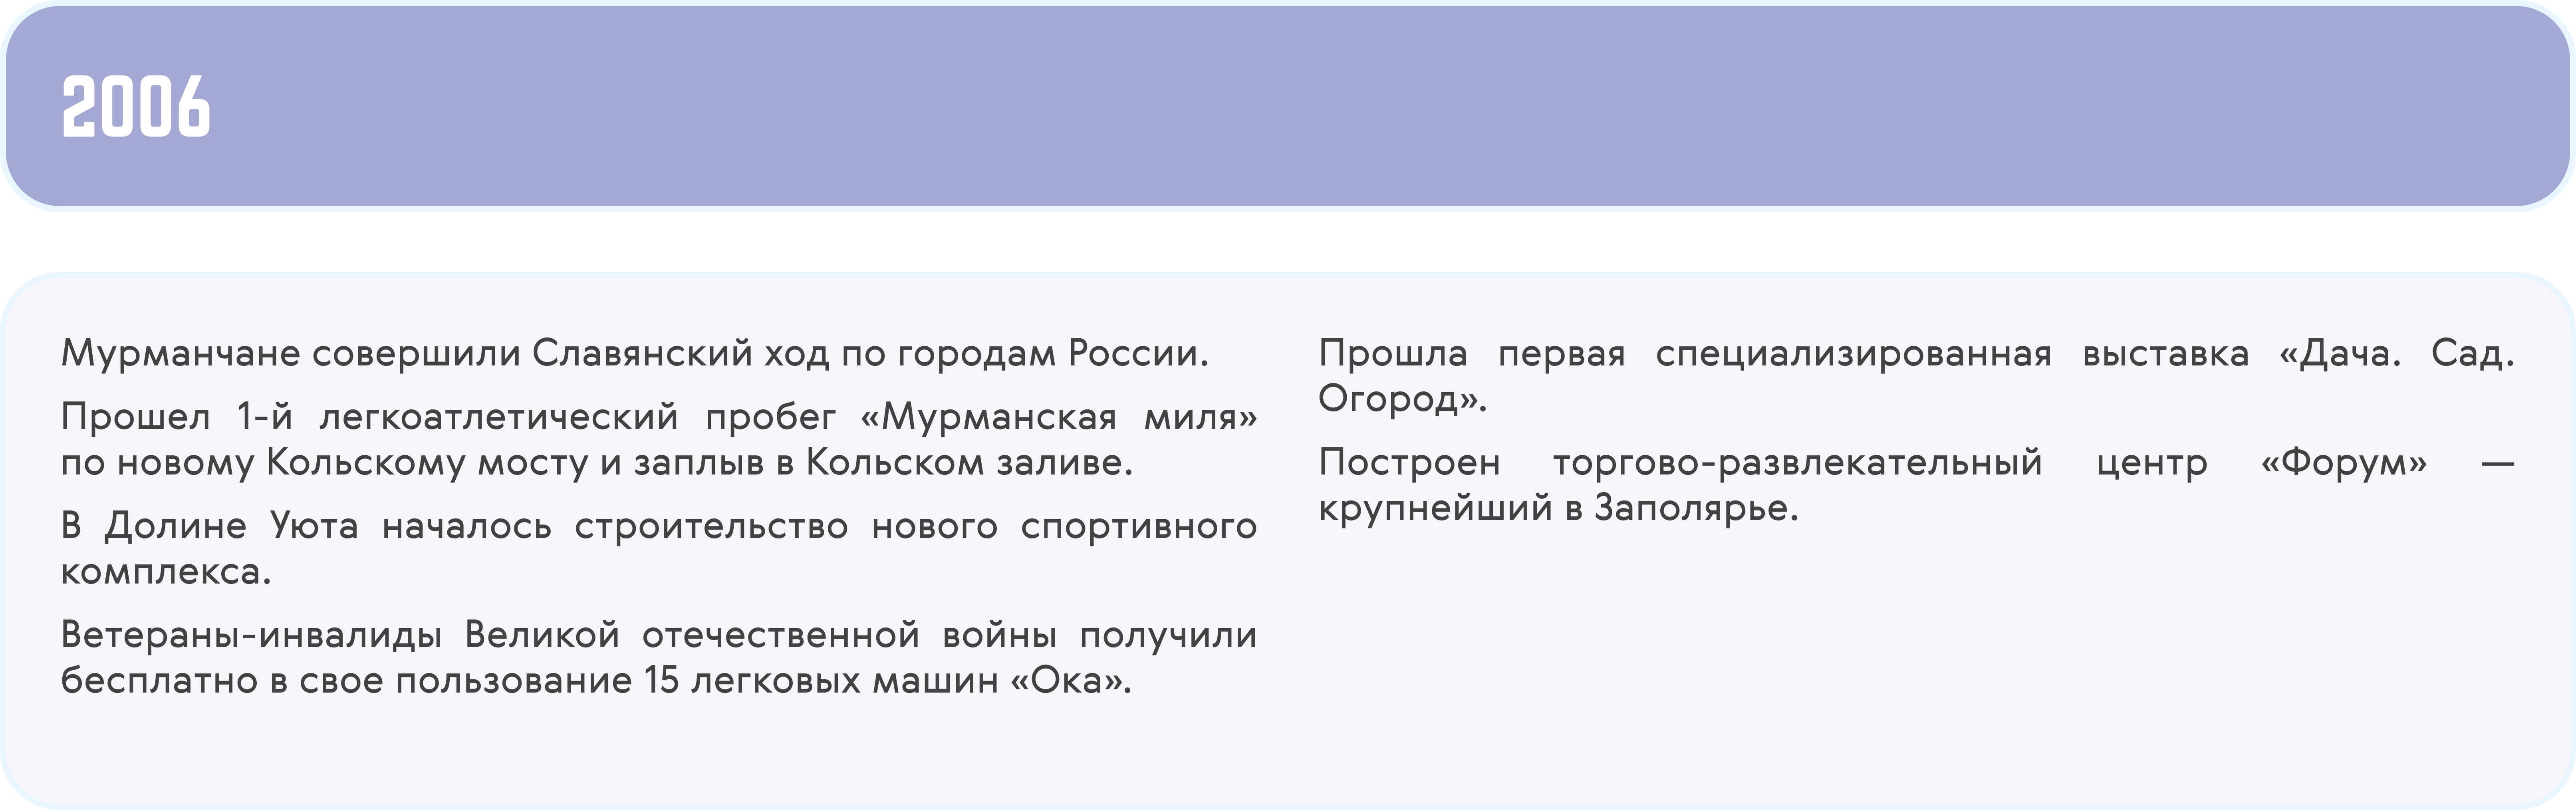 2006
Мурманчане совершили Славянский ход по городам России.
Прошел 1-й легкоатлетический пробег «Мурманская миля»
по новому Кольскому мосту и заплыв в Кольском заливе.
В Долине Уюта началось строительство нового спортивного
комплекса.
Ветераны-инвалиды Великой отечественной войны получили
бесплатно в свое пользование 15 легковых машин «Ока».
Прошла первая специализированная выставка «Дача. Сад.
Огород».
Построен торгово-развлекательный центр «Форум» —
крупнейший в Заполярье.